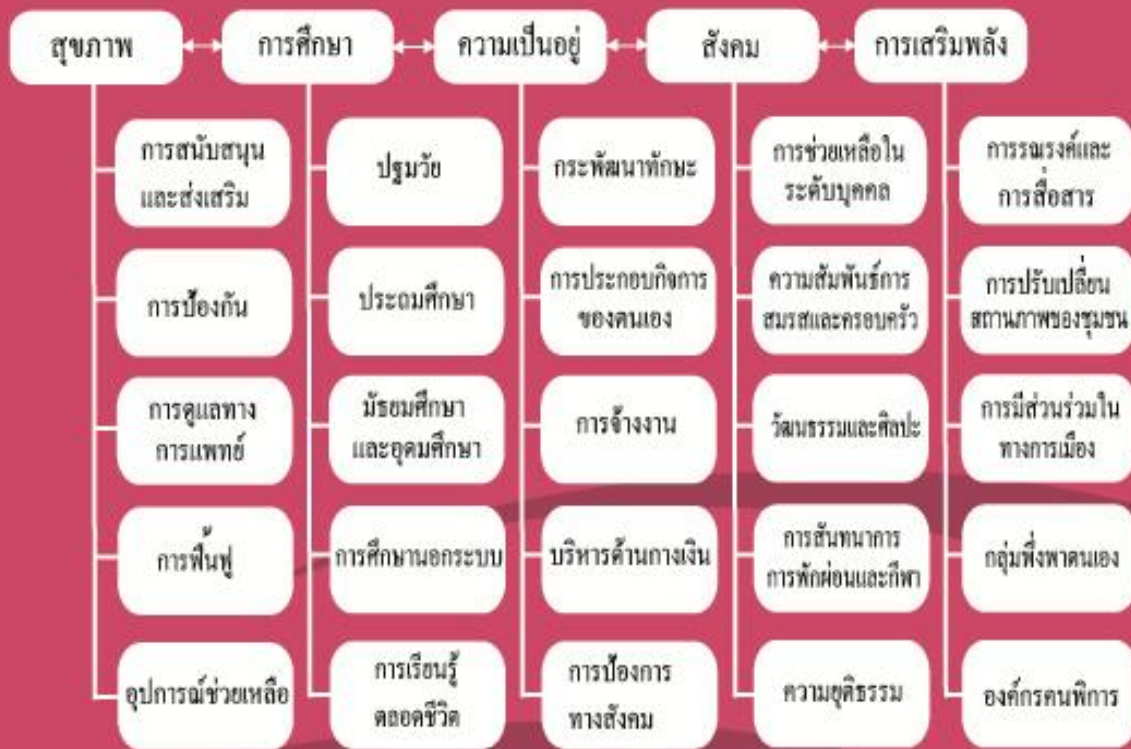 สุขภาพ
การศึกษา
ความเป็นอยู่
สังคม
การเสริมพลัง
การสนับสนุน
และส่งเสริม
การป้องกัน
การดูแลทาง
การแพทย์
การฟื้นฟู
อุปการณ์ช่วยเหลือ
ปฐมวัย
ประถมศึกษา
มัธยมศึกษา
และอุดมศึกษา
การศึกษานอกระบบ
การเรียนรู้
ตลอดชีวิต
กระพัฒนาทักษะ
การประกอบกิจการ
ของตนเอง
การจ้างงาน
บริหารด้านกางเงิน
การป้องการ
ทางสังคม
การช่วยเหลือใน
ระดับบุคคล
ความสัมพันธ์การ
สมรสและครอบครัว
วัฒนธรรมและศิลปะ
การสันทนาการ
การพักผ่อนและกีฬา
ความยุติธรรม
การรณรงค์และ
การสื่อสาร
การปรับเปลี่ยน
สถานภาพของชุมชน
การมีส่วนร่วมใน
ทางการเมือง
กลุ่มพึ่งพาตนเอง
องค์กรคนพิการ